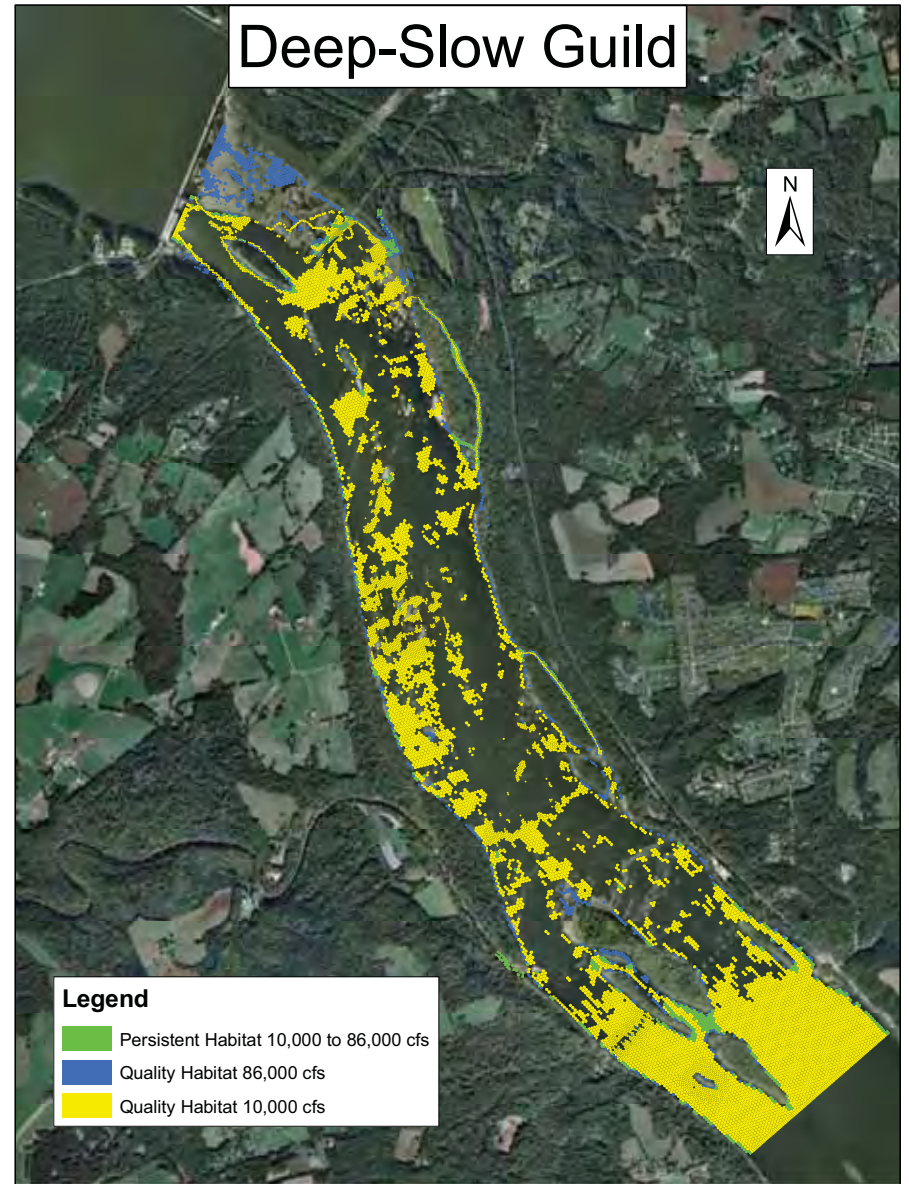 Deep-Slow Guild
N
Legend
Persistent Habitat 10,000 to 86,000 cfs
Quality Habitat 86,000 cfs
Quality Habitat 10,000 cfs